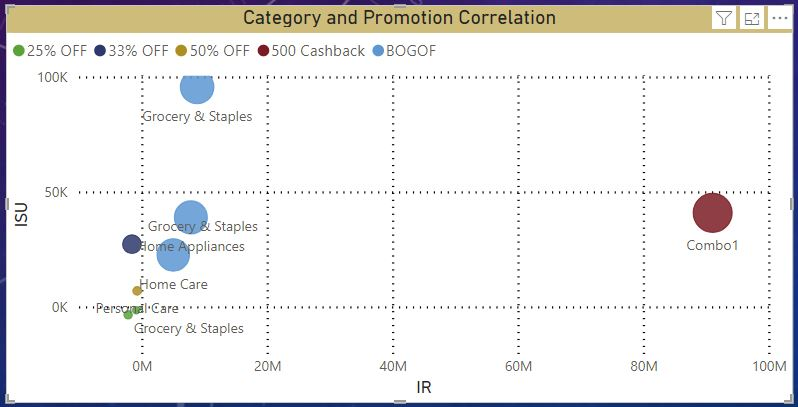 Category and Promotion Correlation
25% OFF 33% OFF 50% OFF 500 Cashback BOGOF
100K
Grocery & Staples
50K
Grocery & Staples
Home Appliances
Combo1
ISU
Home Care
0K
Personal Care
Grocery & Staples
0M 20M 40M 60M 80M 100M
IR